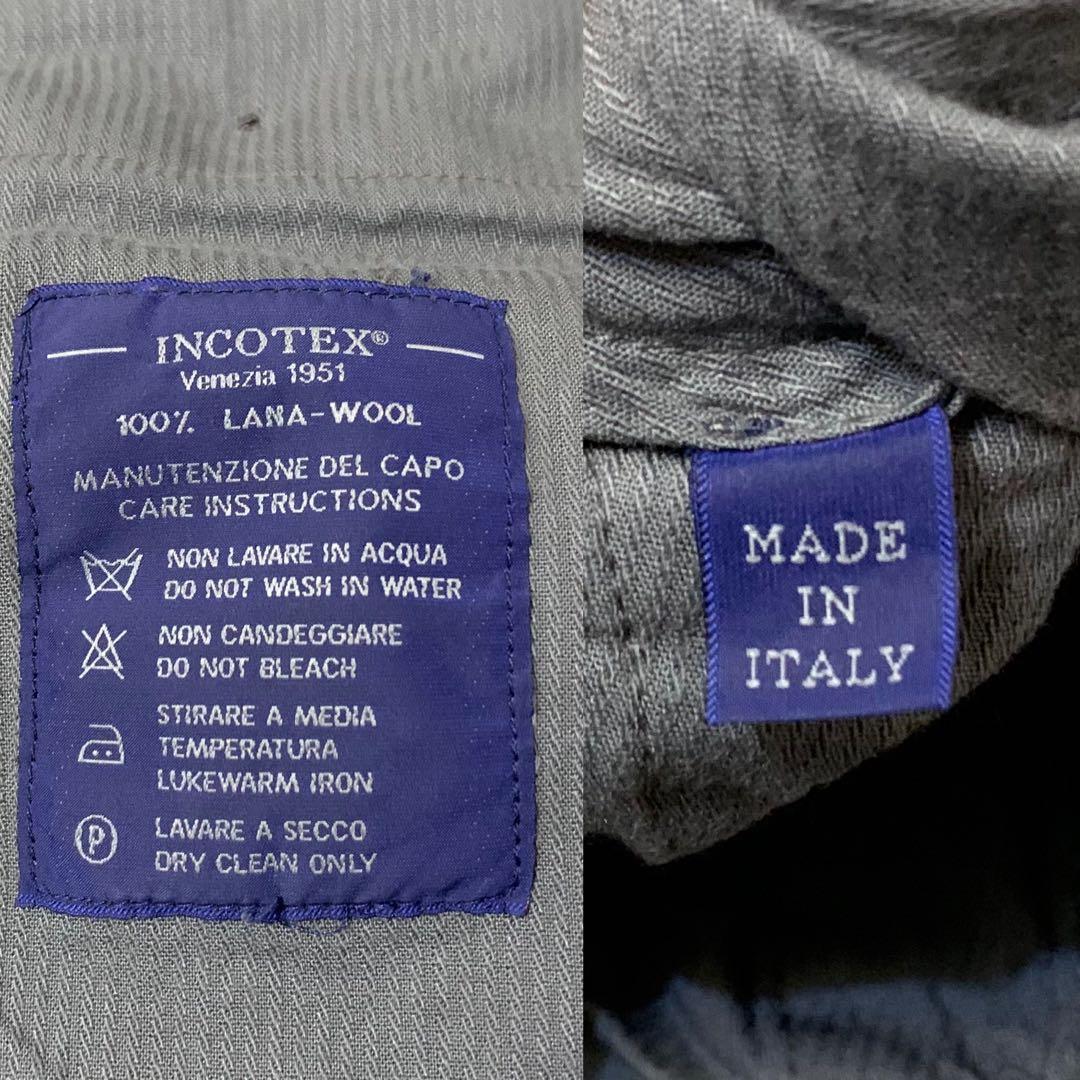 INCOTEX®
Venezia 1951
100% LANA-WOOL
MANUTENZIONE DEL CAPO
CARE INSTRUCTIONS
NON LAVARE IN ACQUA
DO NOT WASH IN WATER
NON CANDEGGIARE
DO NOT BLEACH
STIRARE A MEDIA
TEMPERATURA
LUKEWARM IRON
P
LAVARE A SECCO
DRY CLEAN ONLY
MADE
IN
ITALY